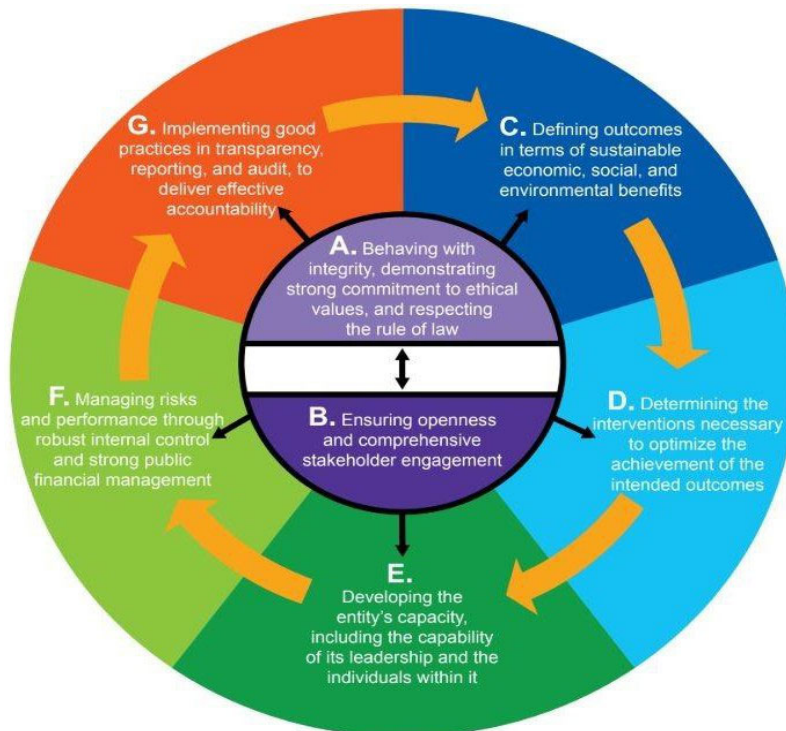 G. Implementing good
practices in transparency,
reporting, and audit, to
deliver effective
accountability
C. Defining outcomes
in terms of sustainable
economic, social, and
environmental benefits
A. Behaving with
integrity, demonstrating
strong commitment to ethical
values, and respecting
the rule of law
B. Ensuring openness
and comprehensive
stakeholder engagement
D. Determining the
interventions necessary
to optimize the
achievement of the
intended outcomes
E.
Developing the
entity's capacity,
including the capability
of its leadership and the
individuals within it
F. Managing risks
and performance through
robust internal control
and strong public
financial management